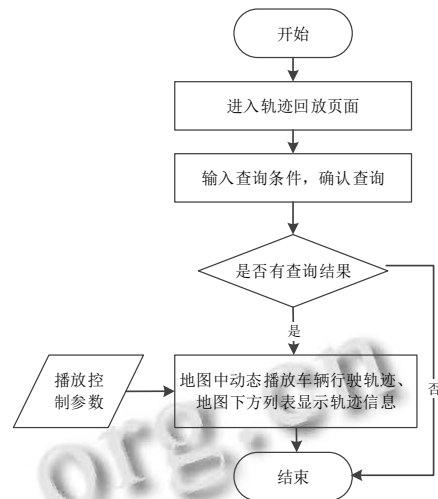 开始
进入轨迹回放页面
输入查询条件，确认查询
是否有查询结果
是
否
播放控
制参数
地图中动态播放车辆行驶轨迹、
地图下方列表显示轨迹信息
结束
org.cn